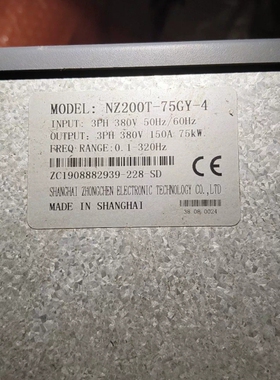 MODEL: NZ200T-75GY-4
INPUT: 3PH 380V 50Hz/60Hz
OUTPUT: 3PH 380V 150A 75kW
FREQ RANGE: 0.1-320Hz
ZC1908882939-228-SD
SHANGHAI ZHONGCHEN ELECTRONIC TECHNOLOGY CO., LTD
MADE IN SHANGHAI
CE